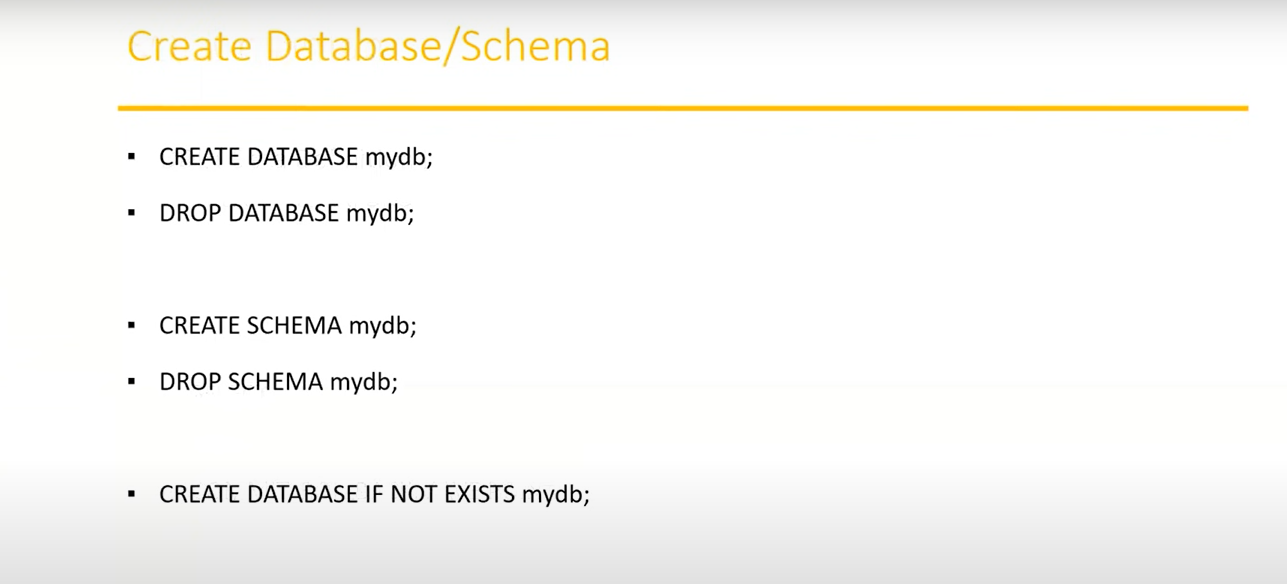 Create Database/Schema
▪ CREATE DATABASE mydb;
▪ DROP DATABASE mydb;
▪ CREATE SCHEMA mydb;
▪ DROP SCHEMA mydb;
▪ CREATE DATABASE IF NOT EXISTS mydb;